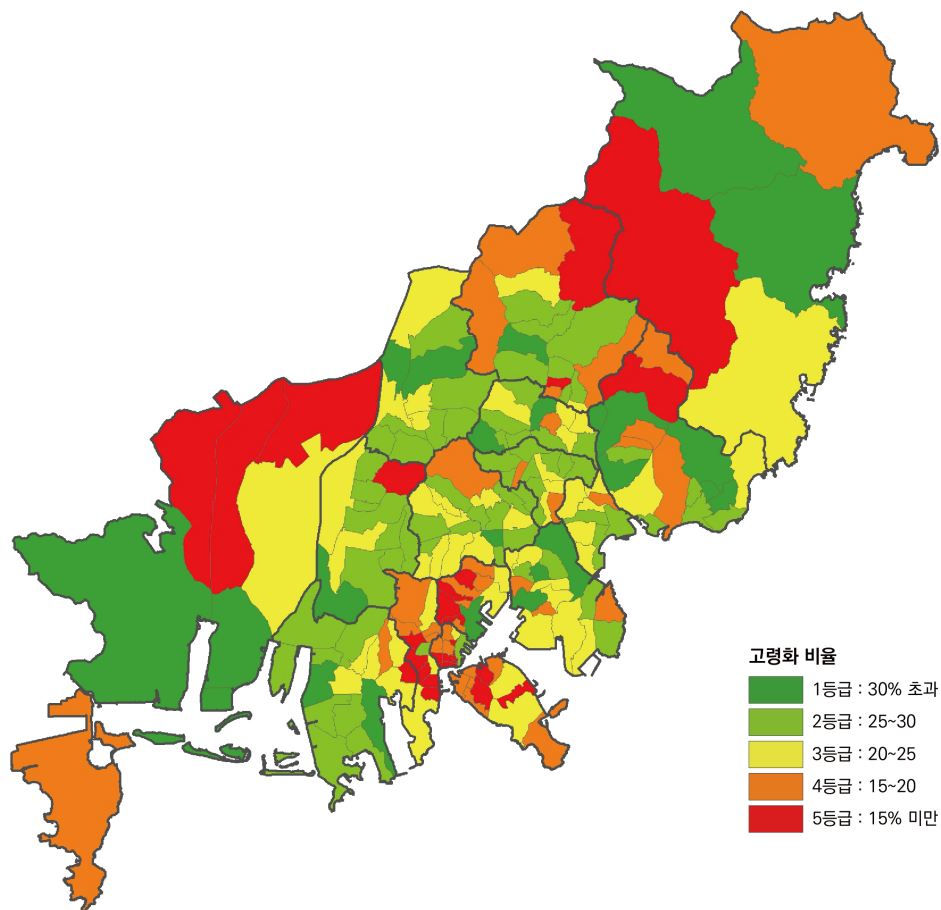 고령화 비율
1등급 : 30% 초과
2등급 : 25~30
3등급 : 20~25
4등급 : 15~20
5등급 : 15% 미만